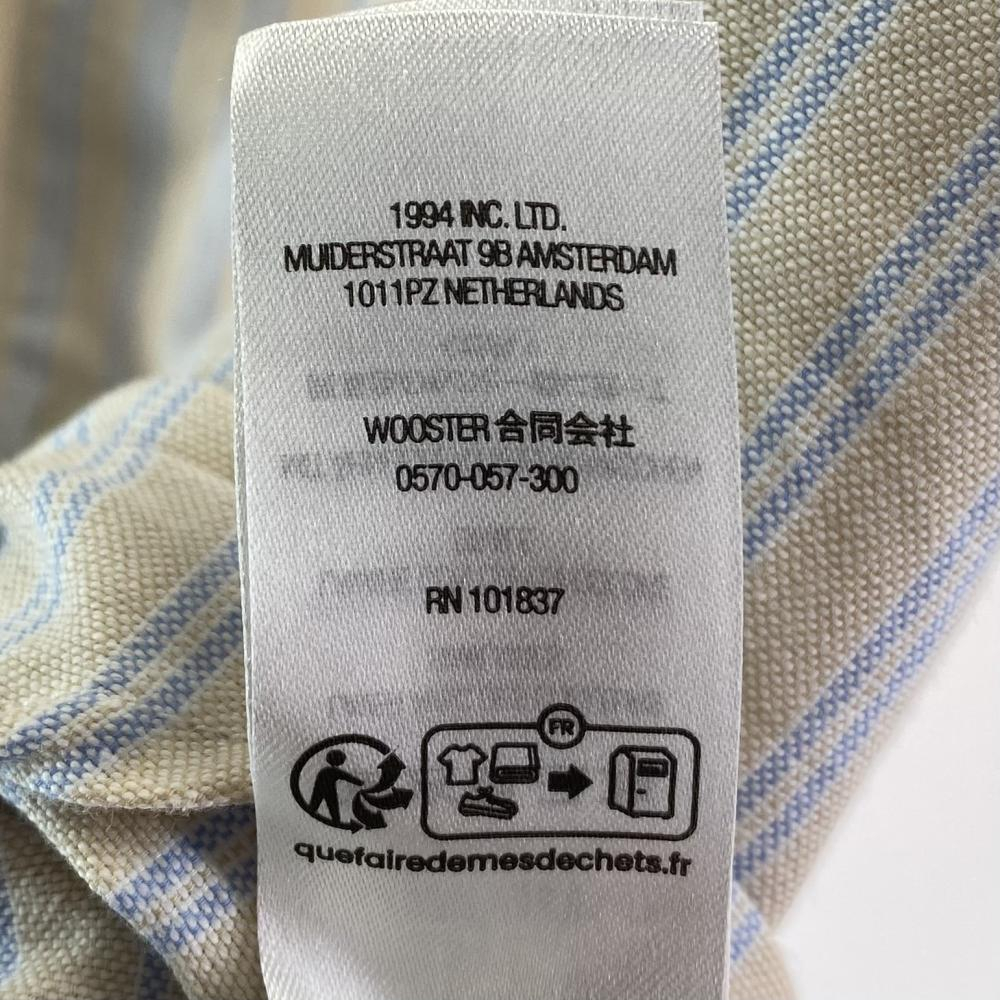 1994 INC. LTD.
MUIDERSTRAAT 9B AMSTERDAM
1011PZ NETHERLANDS
WOOSTER 合同会社
0570-057-300
RN 101837
FR
quefairedemesdechets.fr